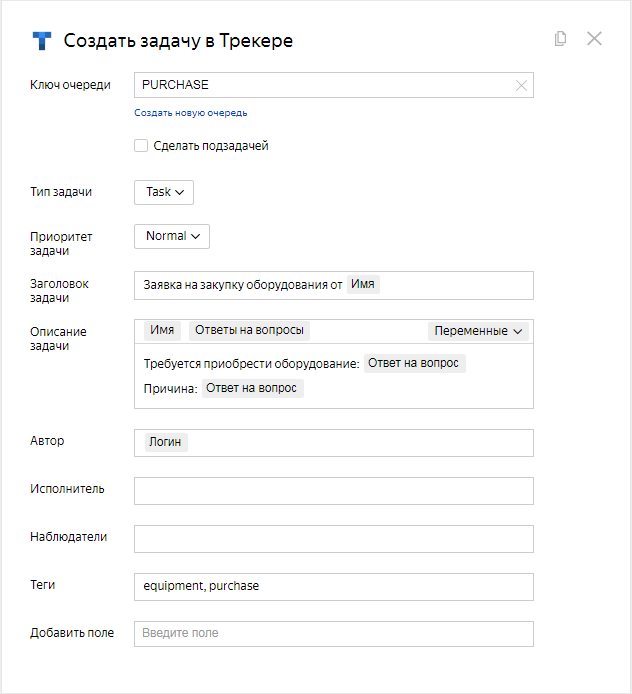 Создать задачу в Трекере
Ключ очереди
PURCHASE
Создать новую очередь
Сделать подзадачей
Тип задачи
Task
Приоритет
задачи
Normal
Заголовок
задачи
Заявка на закупку оборудования от Имя
Описание
задачи
Имя Ответы на вопросы Переменные
Требуется приобрести оборудование: Ответ на вопрос
Причина: Ответ на вопрос
Автор
Логин
Исполнитель
Наблюдатели
Теги
equipment, purchase
Добавить поле
Введите поле